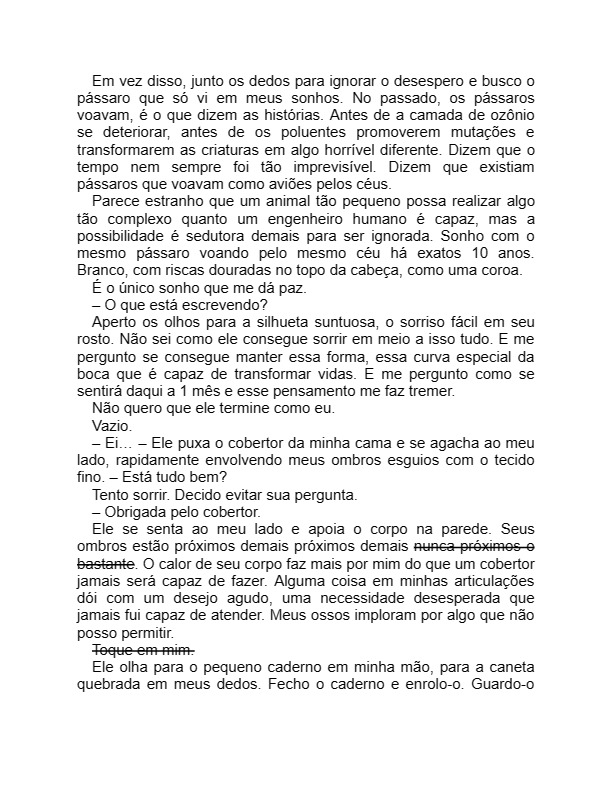 Em vez disso, junto os dedos para ignorar o desespero e busco o
pássaro que só vi em meus sonhos. No passado, os pássaros
voavam, é o que dizem as histórias. Antes de a camada de ozônio
se deteriorar, antes de os poluentes promoverem mutações e
transformarem as criaturas em algo horrível diferente. Dizem que o
tempo nem sempre foi tão imprevisível. Dizem que existiam
pássaros que voavam como aviões pelos céus.
Parece estranho que um animal tão pequeno possa realizar algo
tão complexo quanto um engenheiro humano é capaz, mas a
possibilidade é sedutora demais para ser ignorada. Sonho com o
mesmo pássaro voando pelo mesmo céu há exatos 10 anos.
Branco, com riscas douradas no topo da cabeça, como uma coroa.
É o único sonho que me dá paz.
– O que está escrevendo?
Aperto os olhos para a silhueta suntuosa, o sorriso fácil em seu
rosto. Não sei como ele consegue sorrir em meio a isso tudo. E me
pergunto se consegue manter essa forma, essa curva especial da
boca que é capaz de transformar vidas. E me pergunto como se
sentirá daqui a 1 mês e esse pensamento me faz tremer.
Não quero que ele termine como eu.
Vazio.
– Ei… – Ele puxa o cobertor da minha cama e se agacha ao meu
lado, rapidamente envolvendo meus ombros esguios com o tecido
fino. – Está tudo bem?
Tento sorrir. Decido evitar sua pergunta.
– Obrigada pelo cobertor.
Ele se senta ao meu lado e apoia o corpo na parede. Seus
ombros estão próximos demais próximos demais nunca próximos o
bastante. O calor de seu corpo faz mais por mim do que um cobertor
jamais será capaz de fazer. Alguma coisa em minhas articulações
dói com um desejo agudo, uma necessidade desesperada que
jamais fui capaz de atender. Meus ossos imploram por algo que não
posso permitir.
Toque em mim.
Ele olha para o pequeno caderno em minha mão, para a caneta
quebrada em meus dedos. Fecho o caderno e enrolo-o. Guardo-o